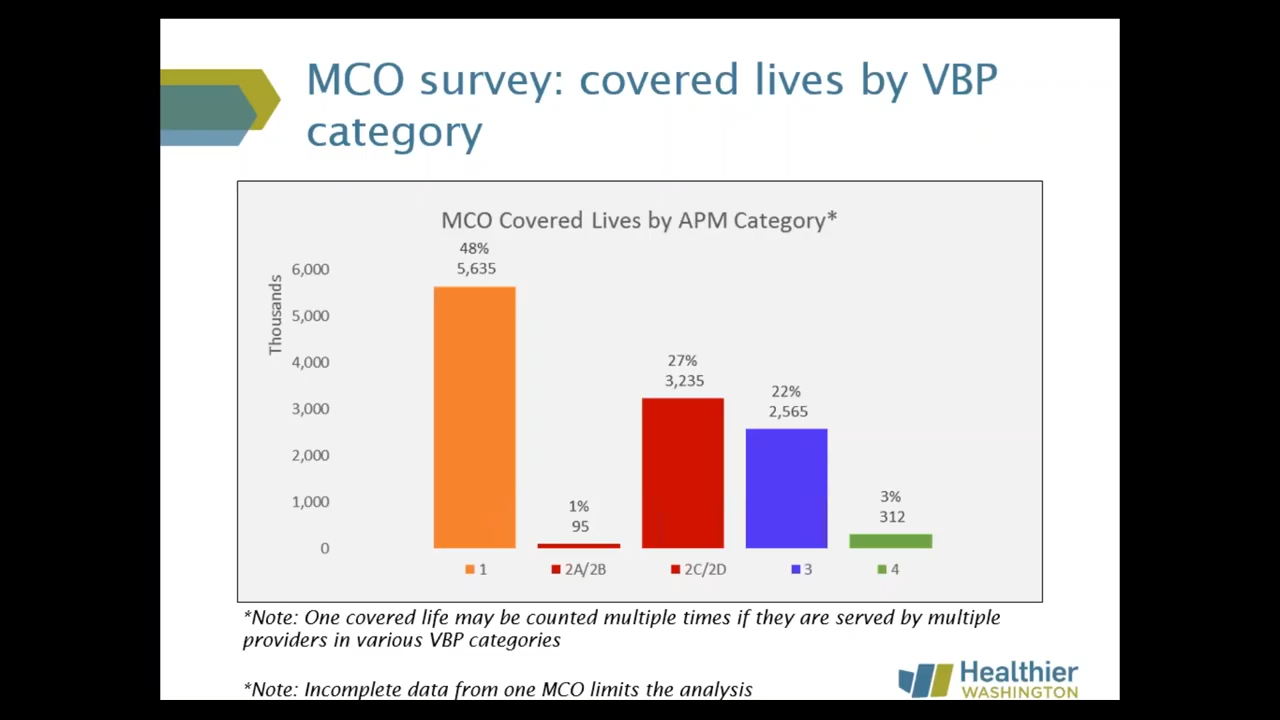 MCO survey: covered lives by VBP
category
MCO Covered Lives by APM Category*
Thousands
6,000
5,000
4,000
3,000
2,000
1,000
0
48%
5,635
1%
95
27%
3,235
22%
2,565
3%
312
1 2A/2B 2C/2D 3 4
*Note: One covered life may be counted multiple times if they are served by multiple
providers in various VBP categories
*Note: Incomplete data from one MCO limits the analysis
Healthier
WASHINGTON